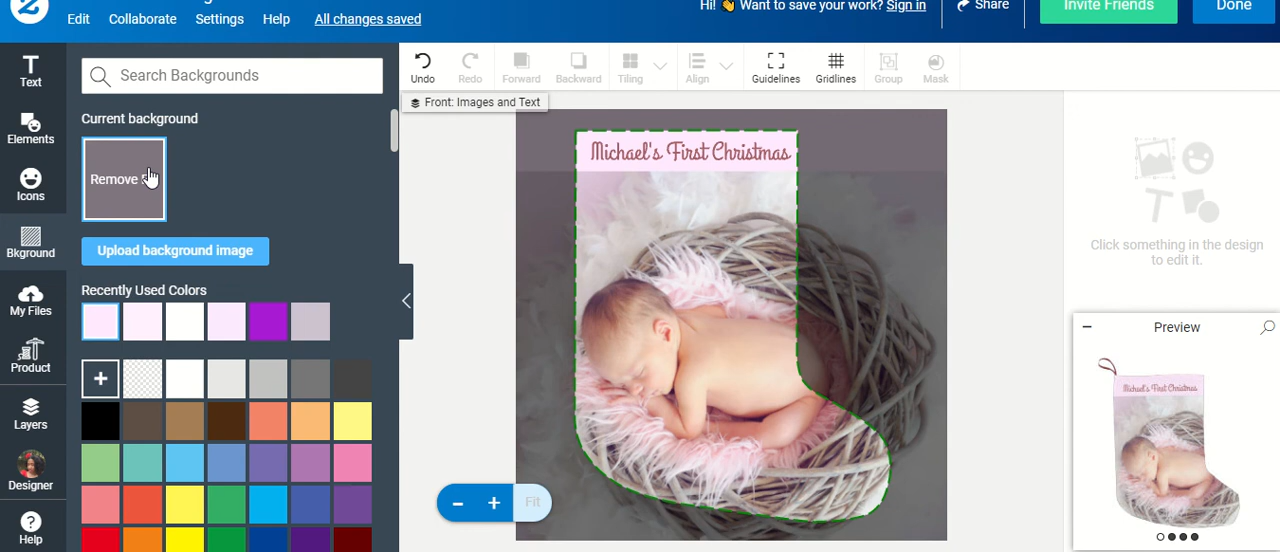 Edit Collaborate Settings Help All changes saved
Hi! 👋 Want to save your work? Sign in
Share
Invite Friends
Done
Text
Elements
Icons
Bkground
My Files
Product
Layers
Designer
Help
Search Backgrounds
Current background
Remove
Upload background image
Recently Used Colors
Undo
Redo
Forward
Backward
Tiling
Align
Guidelines
Gridlines
Group
Mask
Front: Images and Text
Michael's First Christmas
Fit
Click something in the design
to edit it.
Preview
Michael's First Christmas